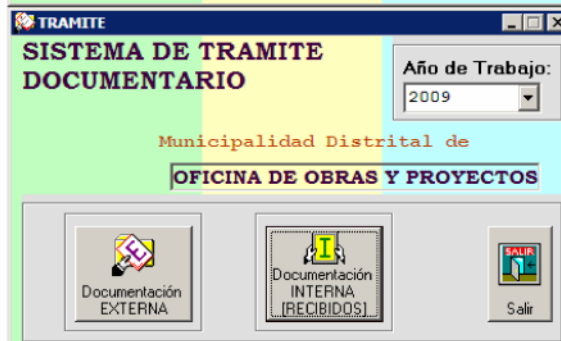 TRAMITE
SISTEMA DE TRAMITE
DOCUMENTARIO
Año de Trabajo:
2009
Municipalidad Distrital de
OFICINA DE OBRAS Y PROYECTOS
E
Documentación
EXTERNA
I
Documentación
INTERNA
[RECIBIDOS]
SALIR
Salir